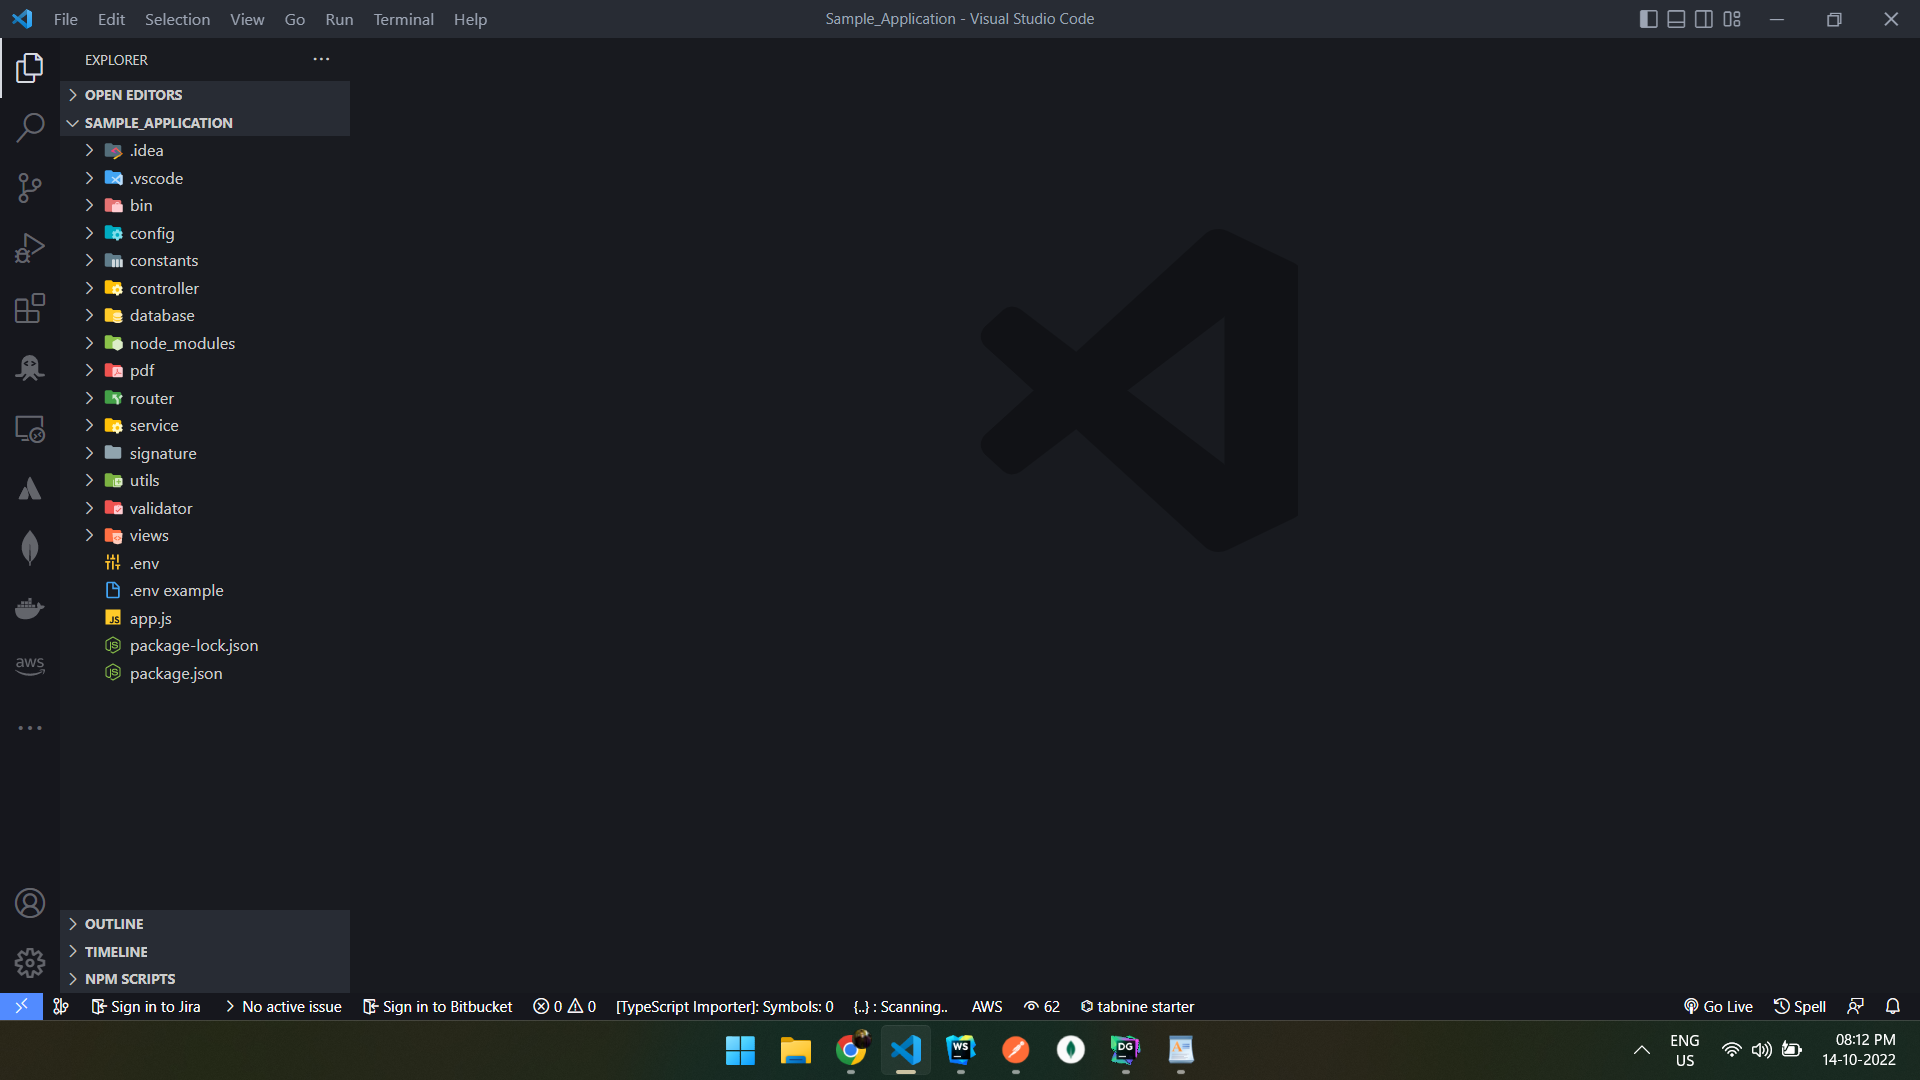 File Edit Selection View Go Run Terminal Help
Sample_Application - Visual Studio Code
EXPLORER
OPEN EDITORS
SAMPLE_APPLICATION
.idea
.vscode
bin
config
constants
controller
database
node_modules
pdf
router
service
signature
utils
validator
views
.env
.env example
JS app.js
package-lock.json
package.json
aws
OUTLINE
TIMELINE
NPM SCRIPTS
Sign in to Jira No active issue Sign in to Bitbucket 0 0 [TypeScript Importer]: Symbols: 0 {..} : Scanning.. AWS 62 tabnine starter Go Live Spell
WS DG
ENG
US
08:12 PM
14-10-2022